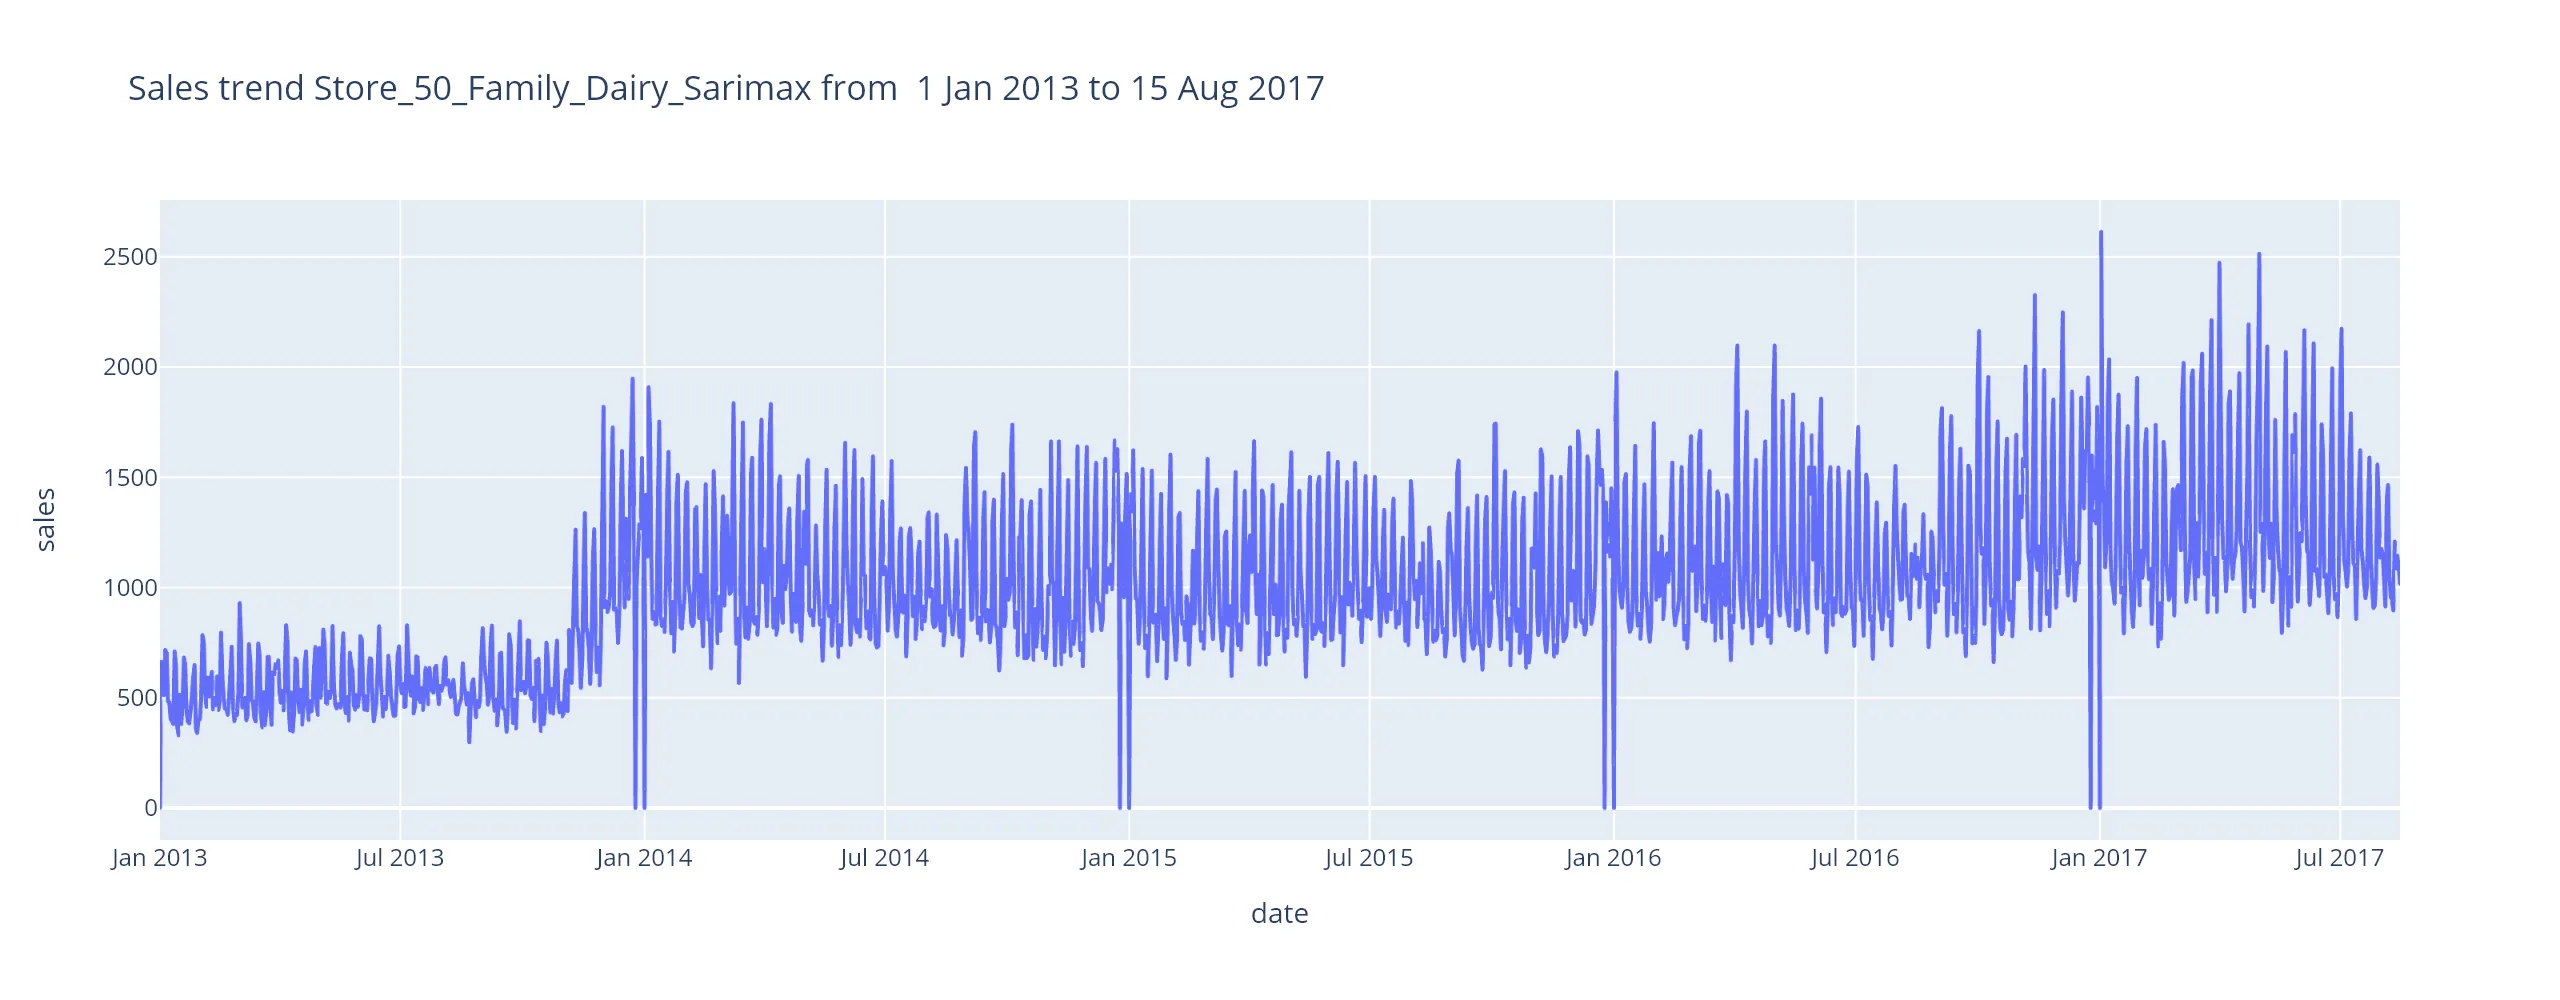 Sales trend Store_50_Family_Dairy_Sarimax from  1 Jan 2013 to 15 Aug 2017
2500
2000
1500
1000
500
0
sales
Jan 2013 Jul 2013 Jan 2014 Jul 2014 Jan 2015 Jul 2015 Jan 2016 Jul 2016 Jan 2017 Jul 2017
date